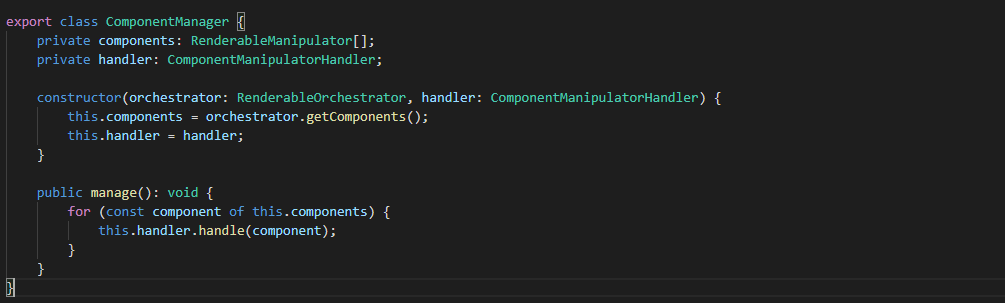 export class ComponentManager {
    private components: RenderableManipulator[];
    private handler: ComponentManipulatorHandler;

    constructor(orchestrator: RenderableOrchestrator, handler: ComponentManipulatorHandler) {
        this.components = orchestrator.getComponents();
        this.handler = handler;
    }

    public manage(): void {
        for (const component of this.components) {
            this.handler.handle(component);
        }
    }
}